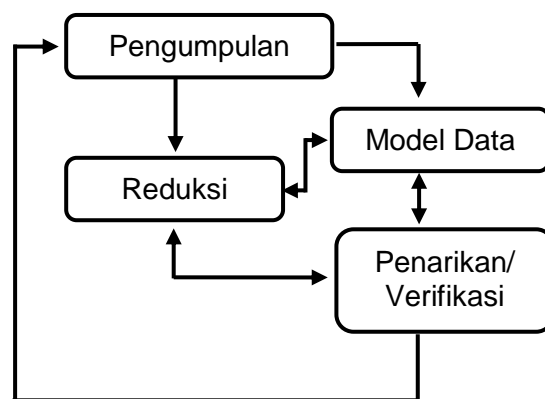 Pengumpulan
Model Data
Reduksi
Penarikan/
Verifikasi